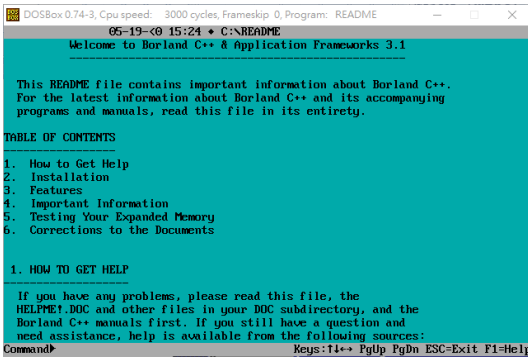 DOSBox 0.74-3, Cpu speed: 3000 cycles, Frameskip 0, Program: README
05-19-<0 15:24 ♦ C:\README
Welcome to Borland C++ & Application Frameworks 3.1
---------------------------------------------------
This README file contains important information about Borland C++.
For the latest information about Borland C++ and its accompanying
programs and manuals, read this file in its entirety.
TABLE OF CONTENTS
-----------------
1. How to Get Help
2. Installation
3. Features
4. Important Information
5. Testing Your Expanded Memory
6. Corrections to the Documents
1. HOW TO GET HELP
------------------
If you have any problems, please read this file, the
HELPME!.DOC and other files in your DOC subdirectory, and the
Borland C++ manuals first. If you still have a question and
need assistance, help is available from the following sources:
Command► Keys:↑↓←→ PgUp PgDn ESC=Exit F1=Help